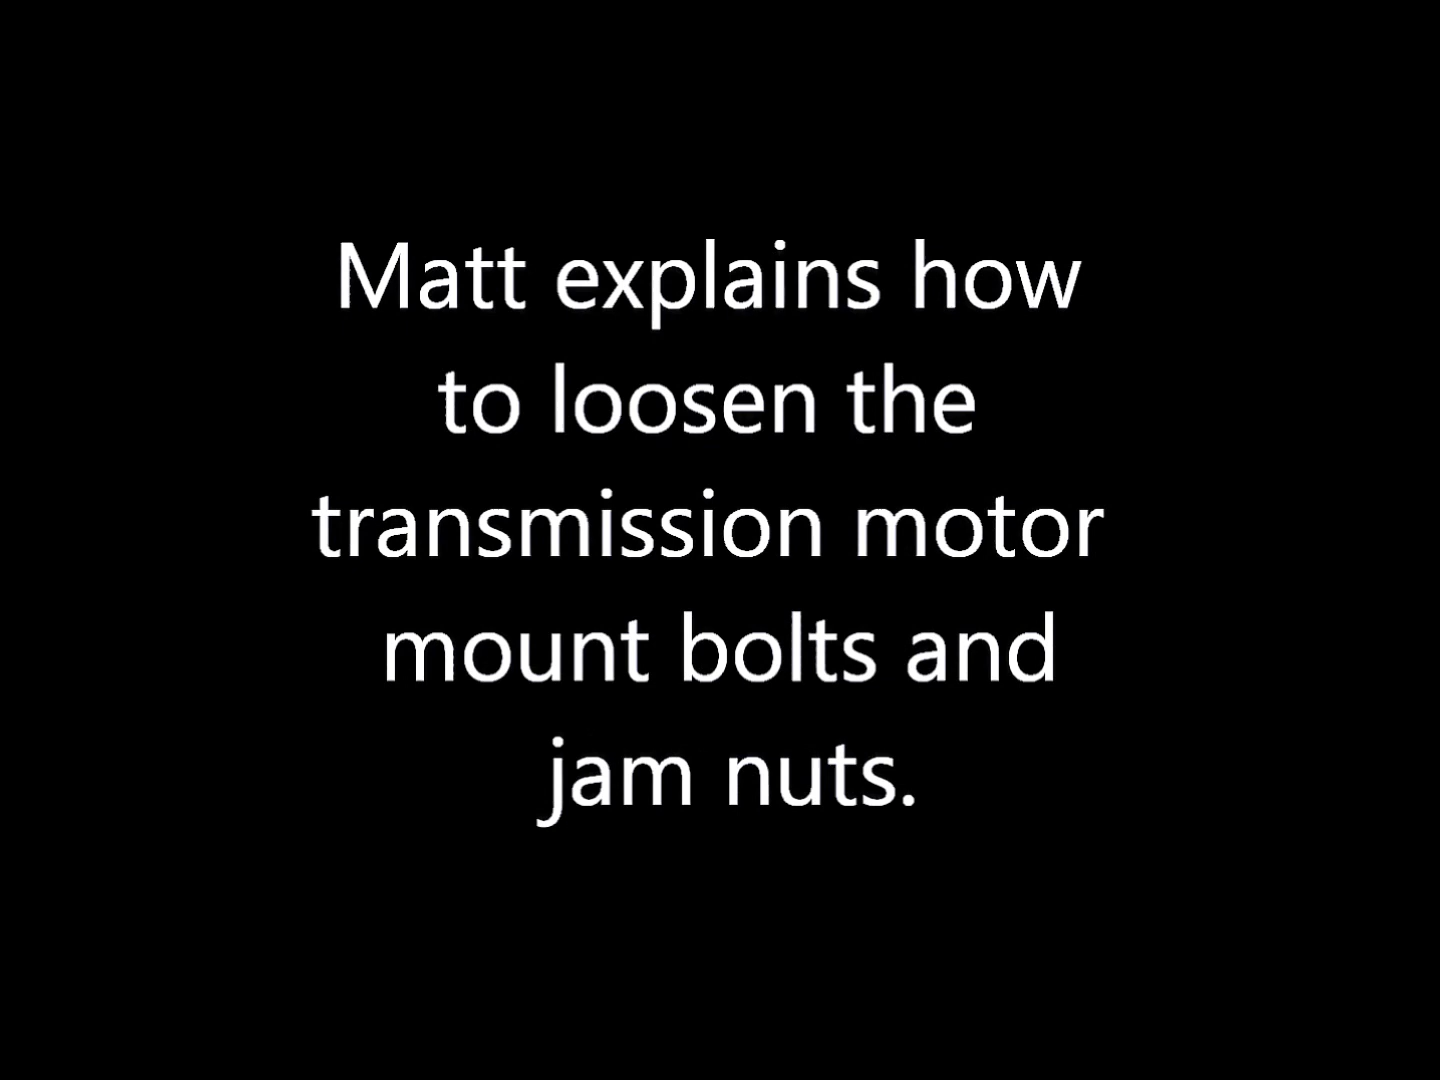 Matt explains how
to loosen the
transmission motor
mount bolts and
jam nuts.